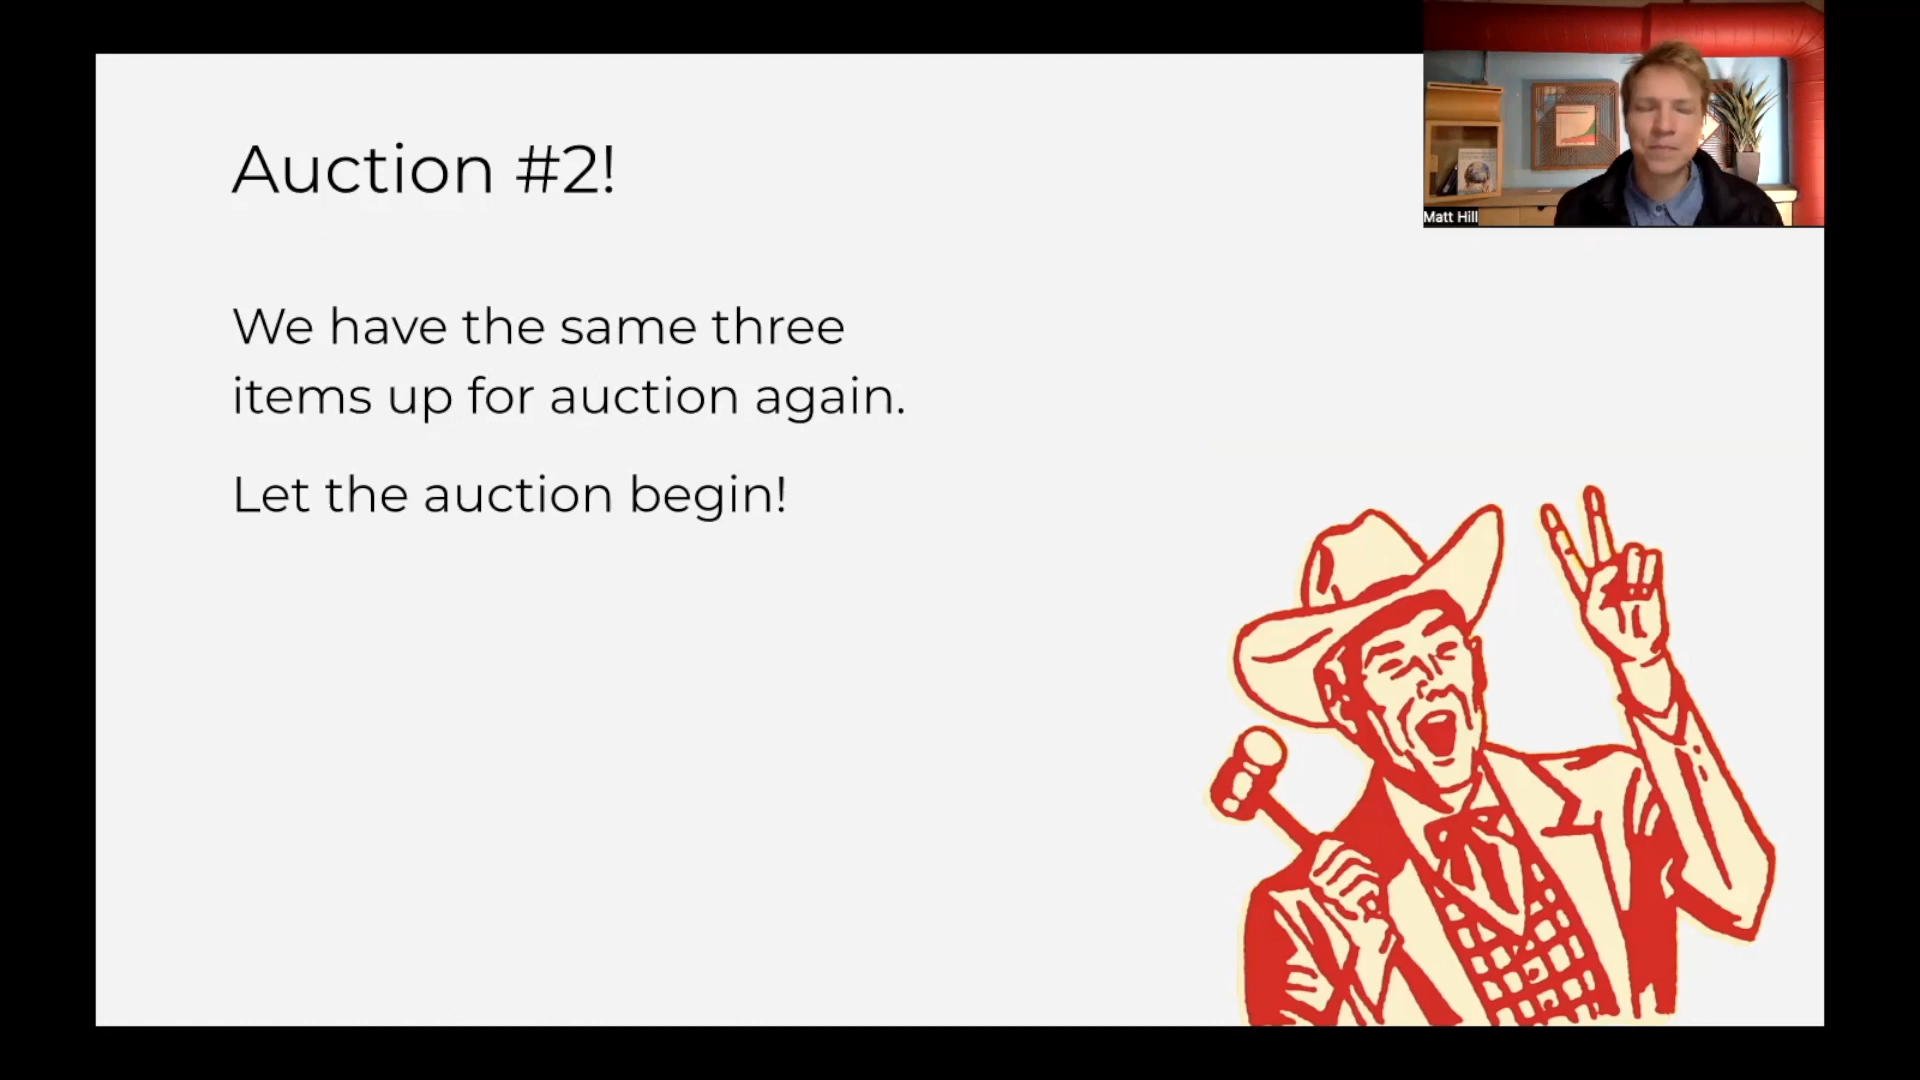 Auction #2!
We have the same three
items up for auction again.
Let the auction begin!
Matt Hill